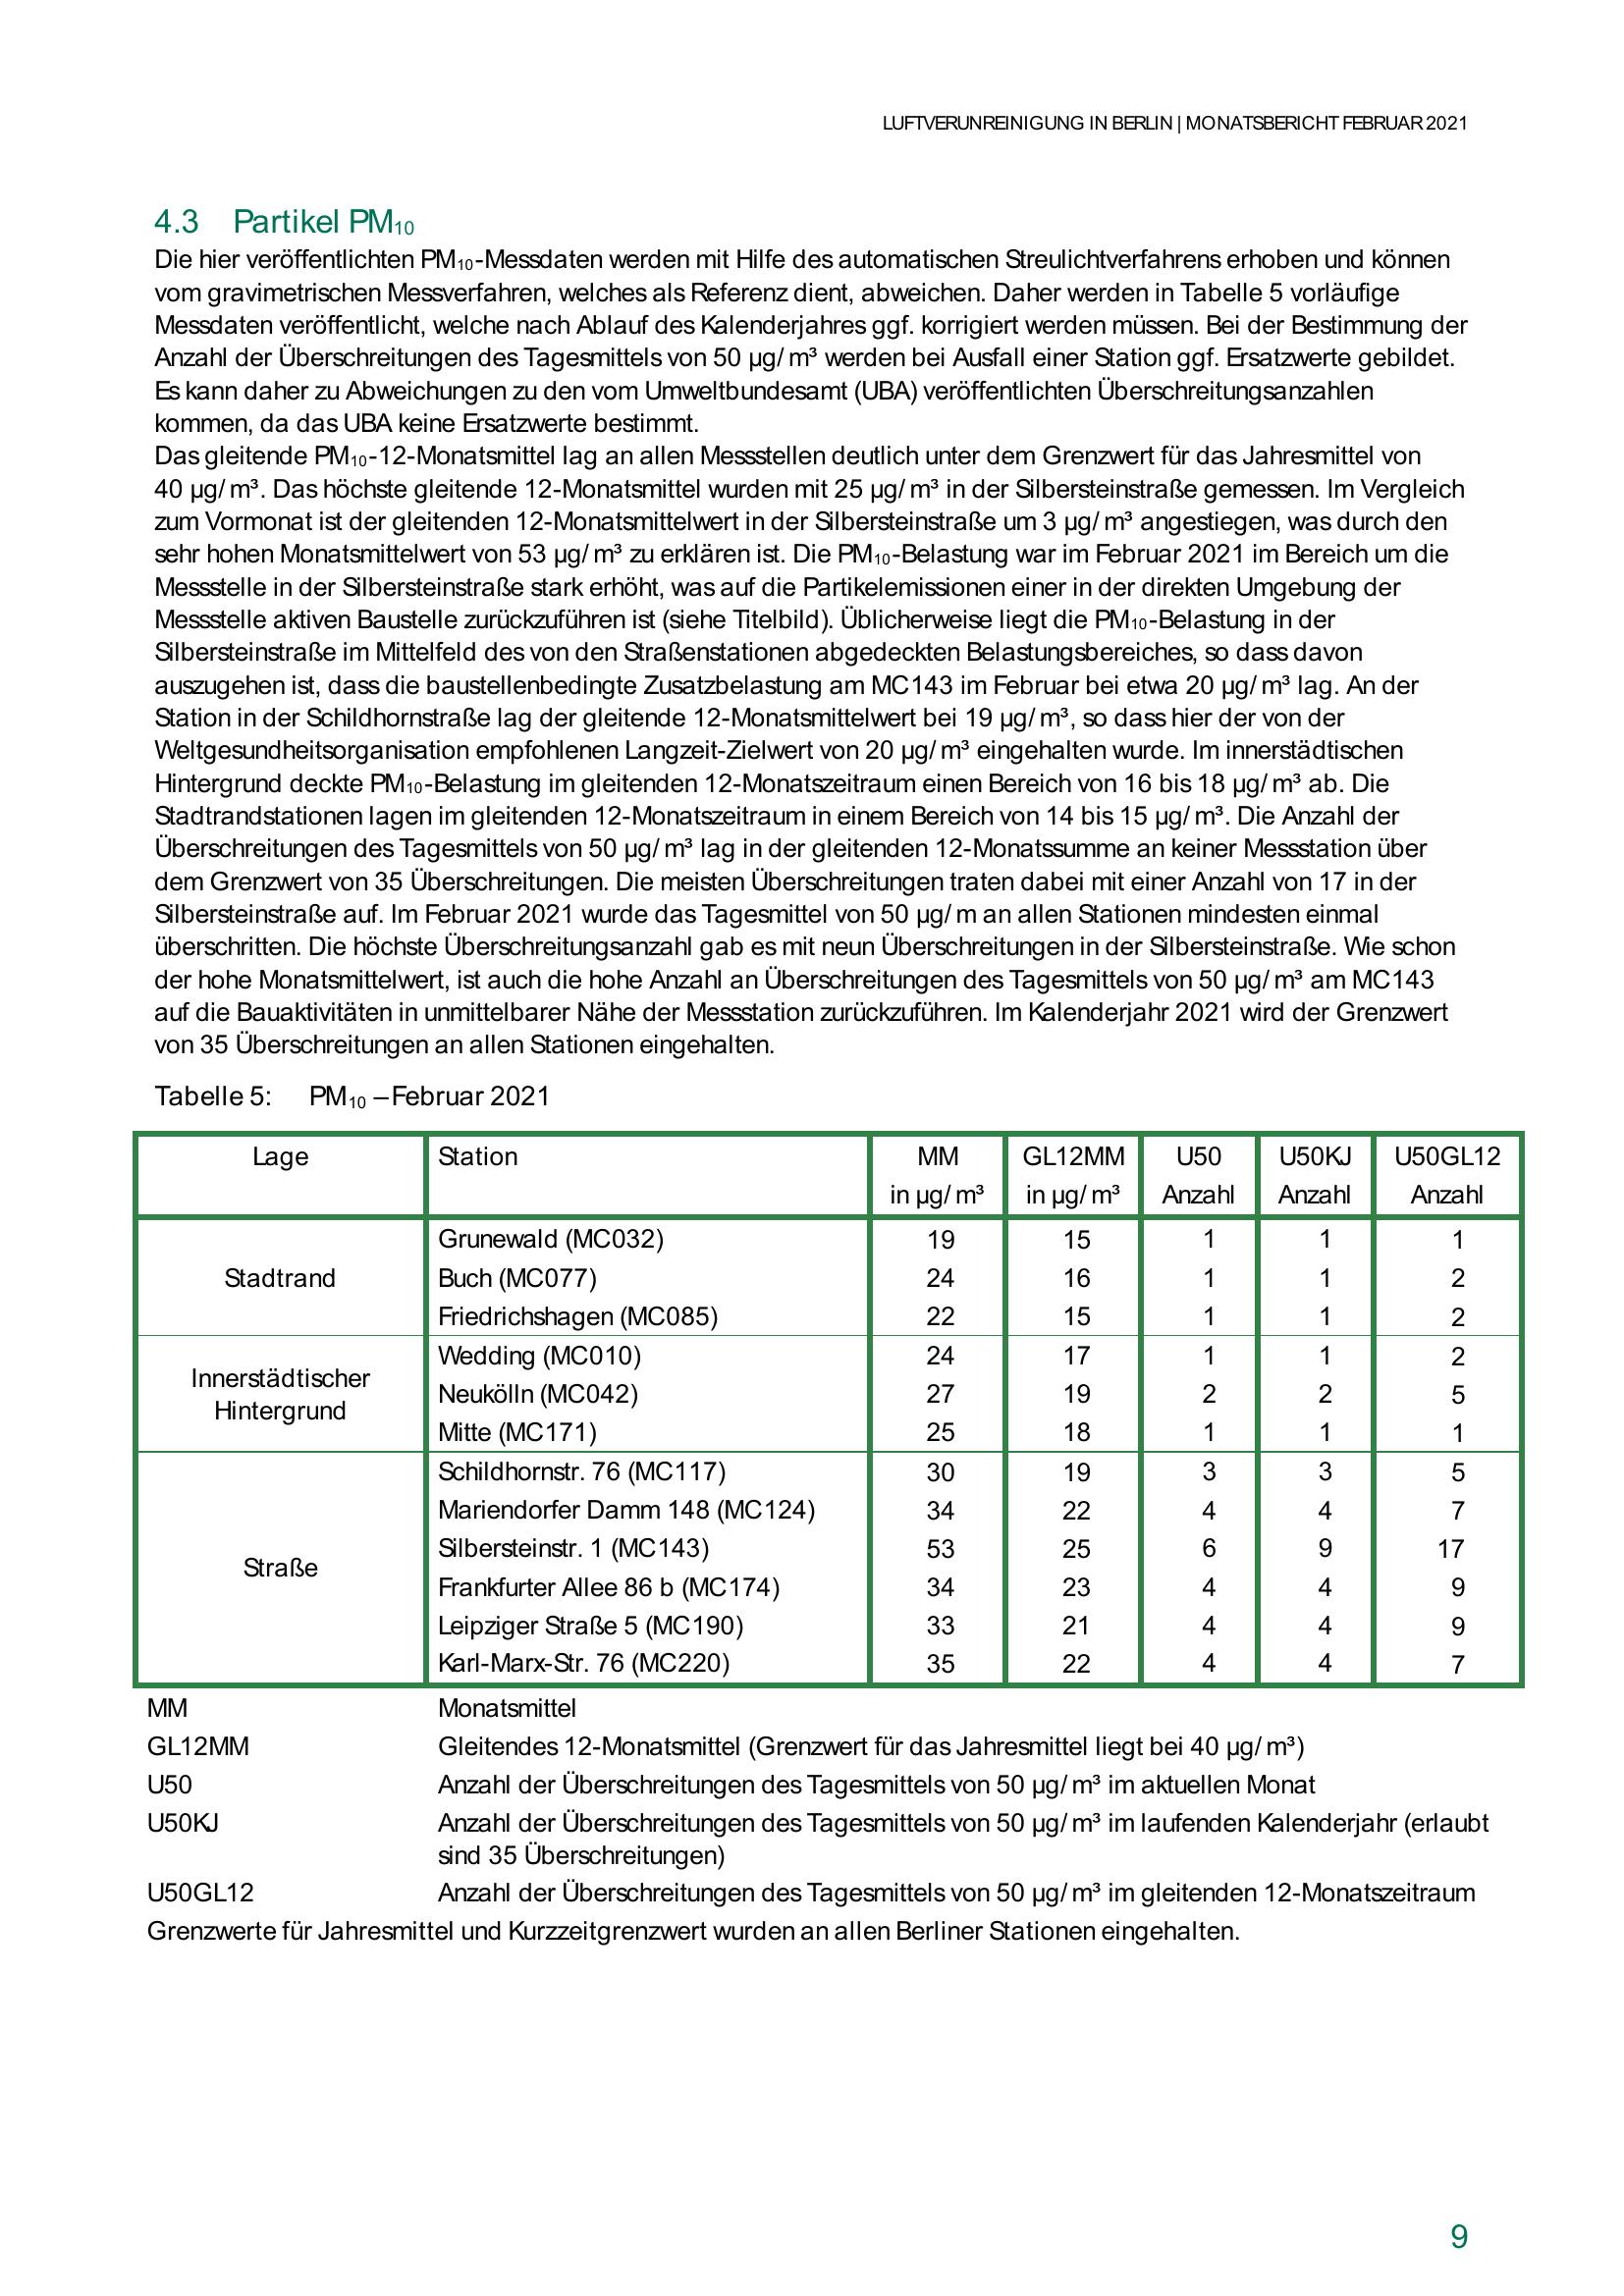 LUFTVERUNREINIGUNG IN BERLIN | MONATSBERICHT FEBRUAR 2021
4.3 Partikel PM₁₀
Die hier veröffentlichten PM₁₀-Messdaten werden mit Hilfe des automatischen Streulichtverfahrens erhoben und können
vom gravimetrischen Messverfahren, welches als Referenz dient, abweichen. Daher werden in Tabelle 5 vorläufige
Messdaten veröffentlicht, welche nach Ablauf des Kalenderjahres ggf. korrigiert werden müssen. Bei der Bestimmung der
Anzahl der Überschreitungen des Tagesmittels von 50 µg/m³ werden bei Ausfall einer Station ggf. Ersatzwerte gebildet.
Es kann daher zu Abweichungen zu den vom Umweltbundesamt (UBA) veröffentlichten Überschreitungsanzahlen
kommen, da das UBA keine Ersatzwerte bestimmt.
Das gleitende PM₁₀-12-Monatsmittel lag an allen Messstellen deutlich unter dem Grenzwert für das Jahresmittel von
40 µg/m³. Das höchste gleitende 12-Monatsmittel wurden mit 25 µg/m³ in der Silbersteinstraße gemessen. Im Vergleich
zum Vormonat ist der gleitenden 12-Monatsmittelwert in der Silbersteinstraße um 3 µg/m³ angestiegen, was durch den
sehr hohen Monatsmittelwert von 53 µg/m³ zu erklären ist. Die PM₁₀-Belastung war im Februar 2021 im Bereich um die
Messstelle in der Silbersteinstraße stark erhöht, was auf die Partikelemissionen einer in der direkten Umgebung der
Messstelle aktiven Baustelle zurückzuführen ist (siehe Titelbild). Üblicherweise liegt die PM₁₀-Belastung in der
Silbersteinstraße im Mittelfeld des von den Straßenstationen abgedeckten Belastungsbereiches, so dass davon
auszugehen ist, dass die baustellenbedingte Zusatzbelastung am MC143 im Februar bei etwa 20 µg/m³ lag. An der
Station in der Schildhornstraße lag der gleitende 12-Monatsmittelwert bei 19 µg/m³, so dass hier der von der
Weltgesundheitsorganisation empfohlenen Langzeit-Zielwert von 20 µg/m³ eingehalten wurde. Im innerstädtischen
Hintergrund deckte PM₁₀-Belastung im gleitenden 12-Monatszeitraum einen Bereich von 16 bis 18 µg/m³ ab. Die
Stadtrandstationen lagen im gleitenden 12-Monatszeitraum in einem Bereich von 14 bis 15 µg/m³. Die Anzahl der
Überschreitungen des Tagesmittels von 50 µg/m³ lag in der gleitenden 12-Monatssumme an keiner Messstation über
dem Grenzwert von 35 Überschreitungen. Die meisten Überschreitungen traten dabei mit einer Anzahl von 17 in der
Silbersteinstraße auf. Im Februar 2021 wurde das Tagesmittel von 50 µg/m an allen Stationen mindesten einmal
überschritten. Die höchste Überschreitungsanzahl gab es mit neun Überschreitungen in der Silbersteinstraße. Wie schon
der hohe Monatsmittelwert, ist auch die hohe Anzahl an Überschreitungen des Tagesmittels von 50 µg/m³ am MC143
auf die Bauaktivitäten in unmittelbarer Nähe der Messstation zurückzuführen. Im Kalenderjahr 2021 wird der Grenzwert
von 35 Überschreitungen an allen Stationen eingehalten.
Tabelle 5: PM₁₀ – Februar 2021
Lage Station MM GL12MM U50 U50KJ U50GL12
in µg/m³ in µg/m³ Anzahl Anzahl Anzahl
Grunewald (MC032) 19 15 1 1 1
Stadtrand Buch (MC077) 24 16 1 1 2
Friedrichshagen (MC085) 22 15 1 1 2
Wedding (MC010) 24 17 1 1 2
Innerstädtischer
Hintergrund
Neukölln (MC042) 27 19 2 2 5
Mitte (MC171) 25 18 1 1 1
Schildhornstr. 76 (MC117) 30 19 3 3 5
Mariendorfer Damm 148 (MC124) 34 22 4 4 7
Silbersteinstr. 1 (MC143) 53 25 6 9 17
Straße
Frankfurter Allee 86 b (MC174) 34 23 4 4 9
Leipziger Straße 5 (MC190) 33 21 4 4 9
Karl-Marx-Str. 76 (MC220) 35 22 4 4 7
MM Monatsmittel
GL12MM Gleitendes 12-Monatsmittel (Grenzwert für das Jahresmittel liegt bei 40 µg/m³)
U50 Anzahl der Überschreitungen des Tagesmittels von 50 µg/m³ im aktuellen Monat
U50KJ Anzahl der Überschreitungen des Tagesmittels von 50 µg/m³ im laufenden Kalenderjahr (erlaubt
sind 35 Überschreitungen)
U50GL12 Anzahl der Überschreitungen des Tagesmittels von 50 µg/m³ im gleitenden 12-Monatszeitraum
Grenzwerte für Jahresmittel und Kurzzeitgrenzwert wurden an allen Berliner Stationen eingehalten.
9